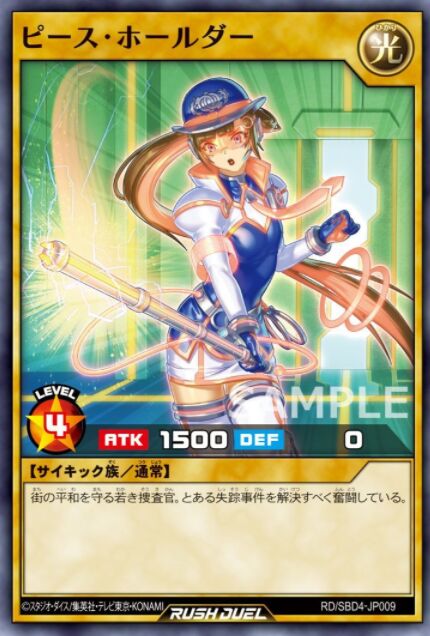 ピース・ホールダー
光
SAMPLE
LEVEL
4
ATK 1500 DEF 0
【サイキック族/通常】
街の平和を守る若き捜査官。とある失踪事件を解決すべく奮闘している。
©スタジオ・ダイス/集英社・テレビ東京・KONAMI
RUSH DUEL
RD/SBD4-JP009